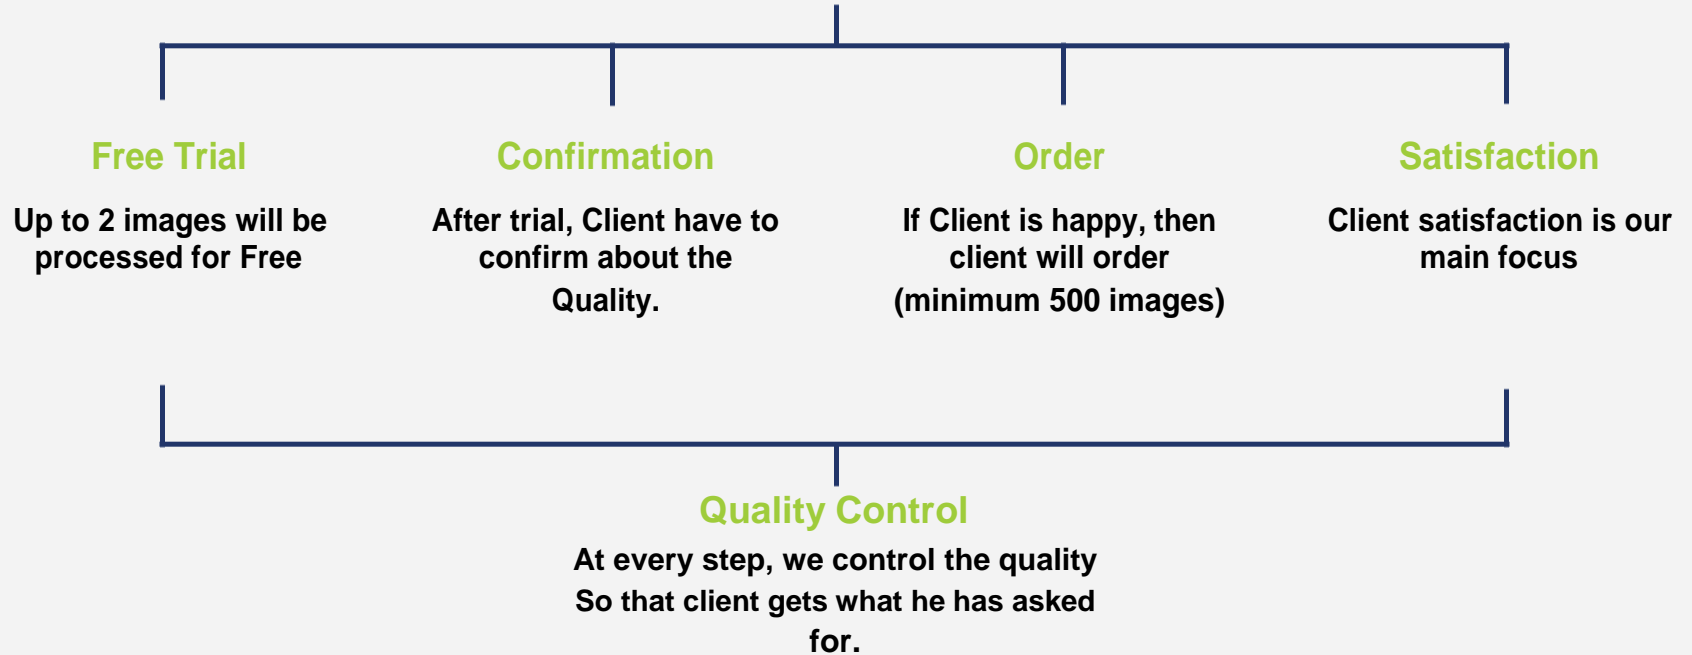 Free Trial
Up to 2 images will be
processed for Free
Confirmation
After trial, Client have to
confirm about the
Quality.
Order
If Client is happy, then
client will order
(minimum 500 images)
Satisfaction
Client satisfaction is our
main focus
Quality Control
At every step, we control the quality
So that client gets what he has asked
for.